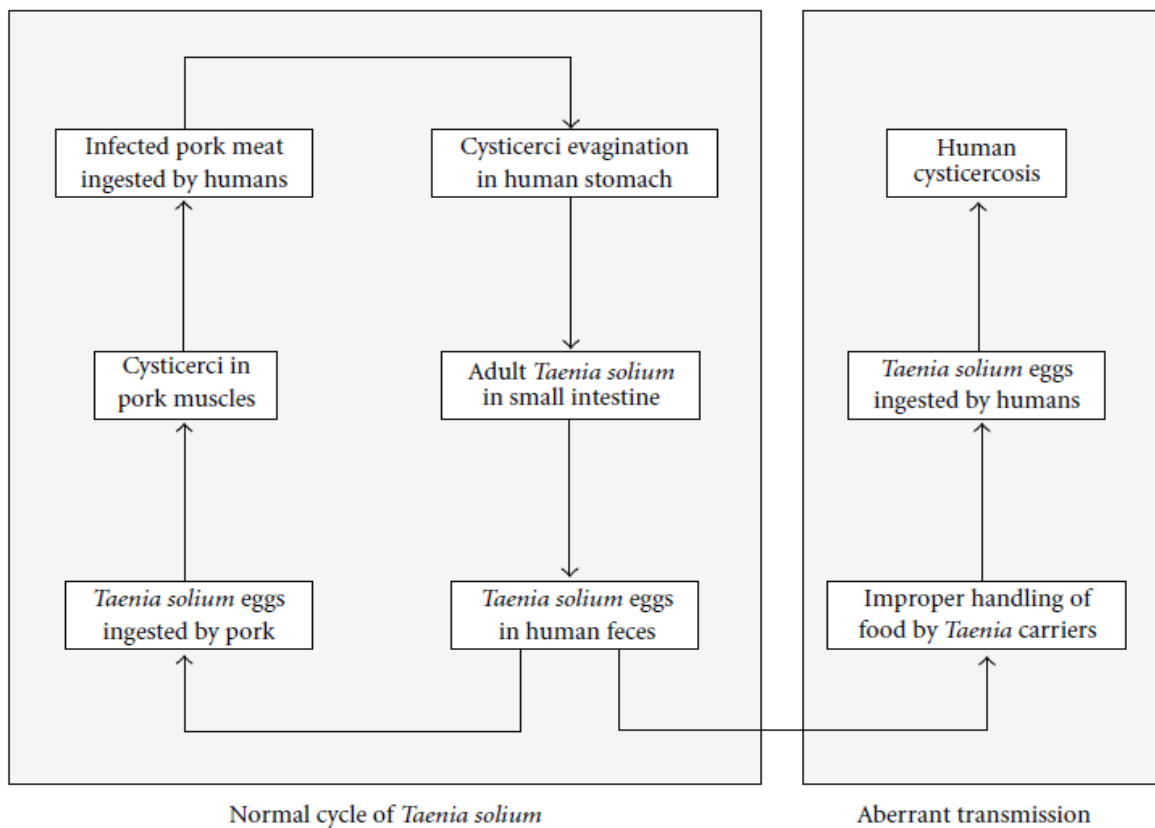 Infected pork meat
ingested by humans
Cysticerci evagination
in human stomach
Human
cysticercosis
Cysticerci in
pork muscles
Adult Taenia solium
in small intestine
Taenia solium eggs
ingested by humans
Taenia solium eggs
ingested by pork
Taenia solium eggs
in human feces
Improper handling of
food by Taenia carriers
Normal cycle of Taenia solium
Aberrant transmission